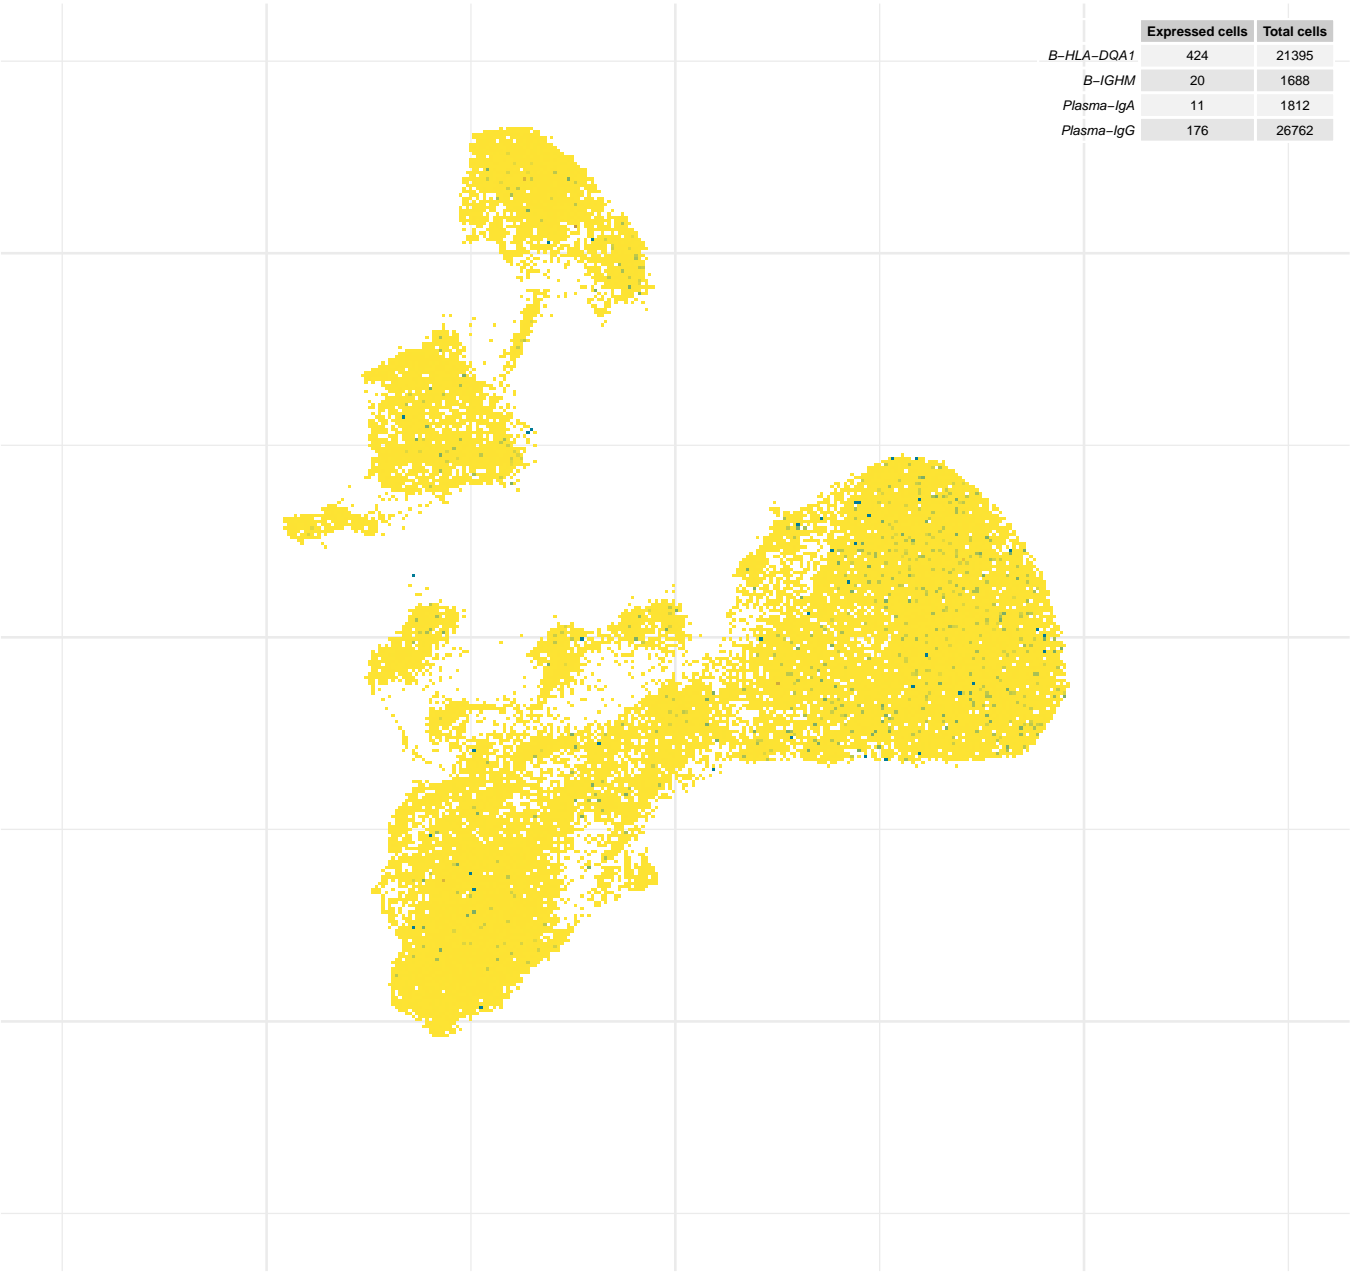 Expressed cells Total cells
B−HLA−DQA1 424 21395
B−IGHM 20 1688
Plasma−IgA 11 1812
Plasma−IgG 176 26762